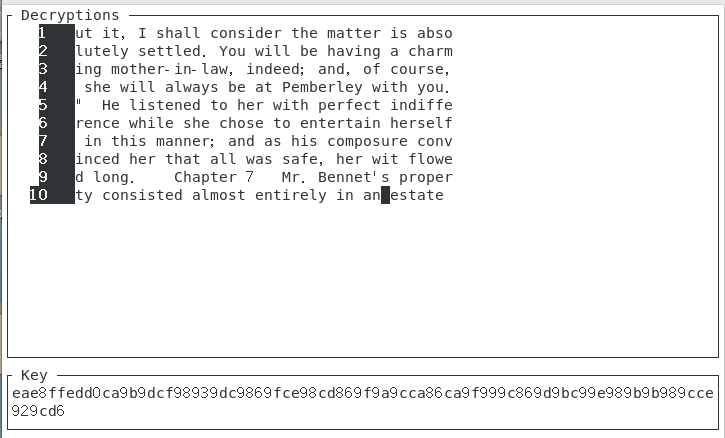 Decryptions
1 ut it, I shall consider the matter is abso
2 lutely settled. You will be having a charm
3 ing mother-in-law, indeed; and, of course,
4 she will always be at Pemberley with you.
5 " He listened to her with perfect indiffe
6 rence while she chose to entertain herself
7 in this manner; and as his composure conv
8 inced her that all was safe, her wit flowe
9 d long. Chapter 7 Mr. Bennet's proper
10 ty consisted almost entirely in an estate
Key
eae8ffedd0ca9b9dcf98939dc9869fce98cd869f9a9cca86ca9f999c869d9bc99e989b9b989cce
929cd6